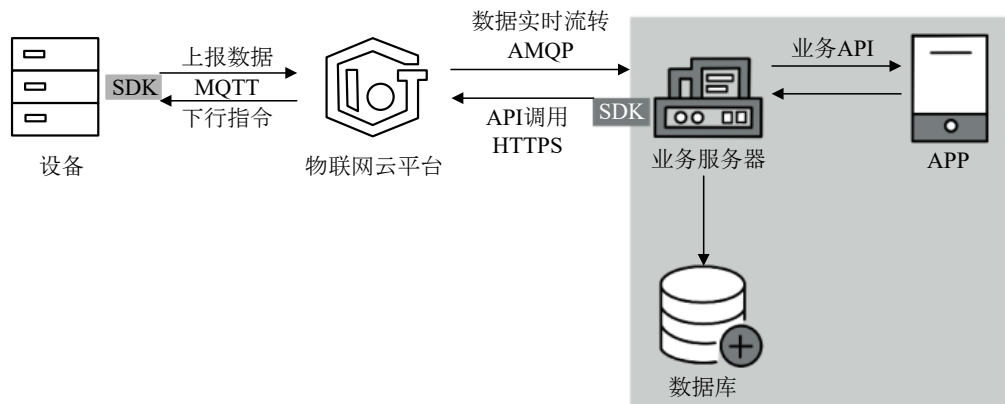 上报数据
SDK
MQTT
下行指令
设备
物联网云平台
数据实时流转
AMQP
API调用
HTTPS
SDK
业务服务器
业务API
APP
数据库